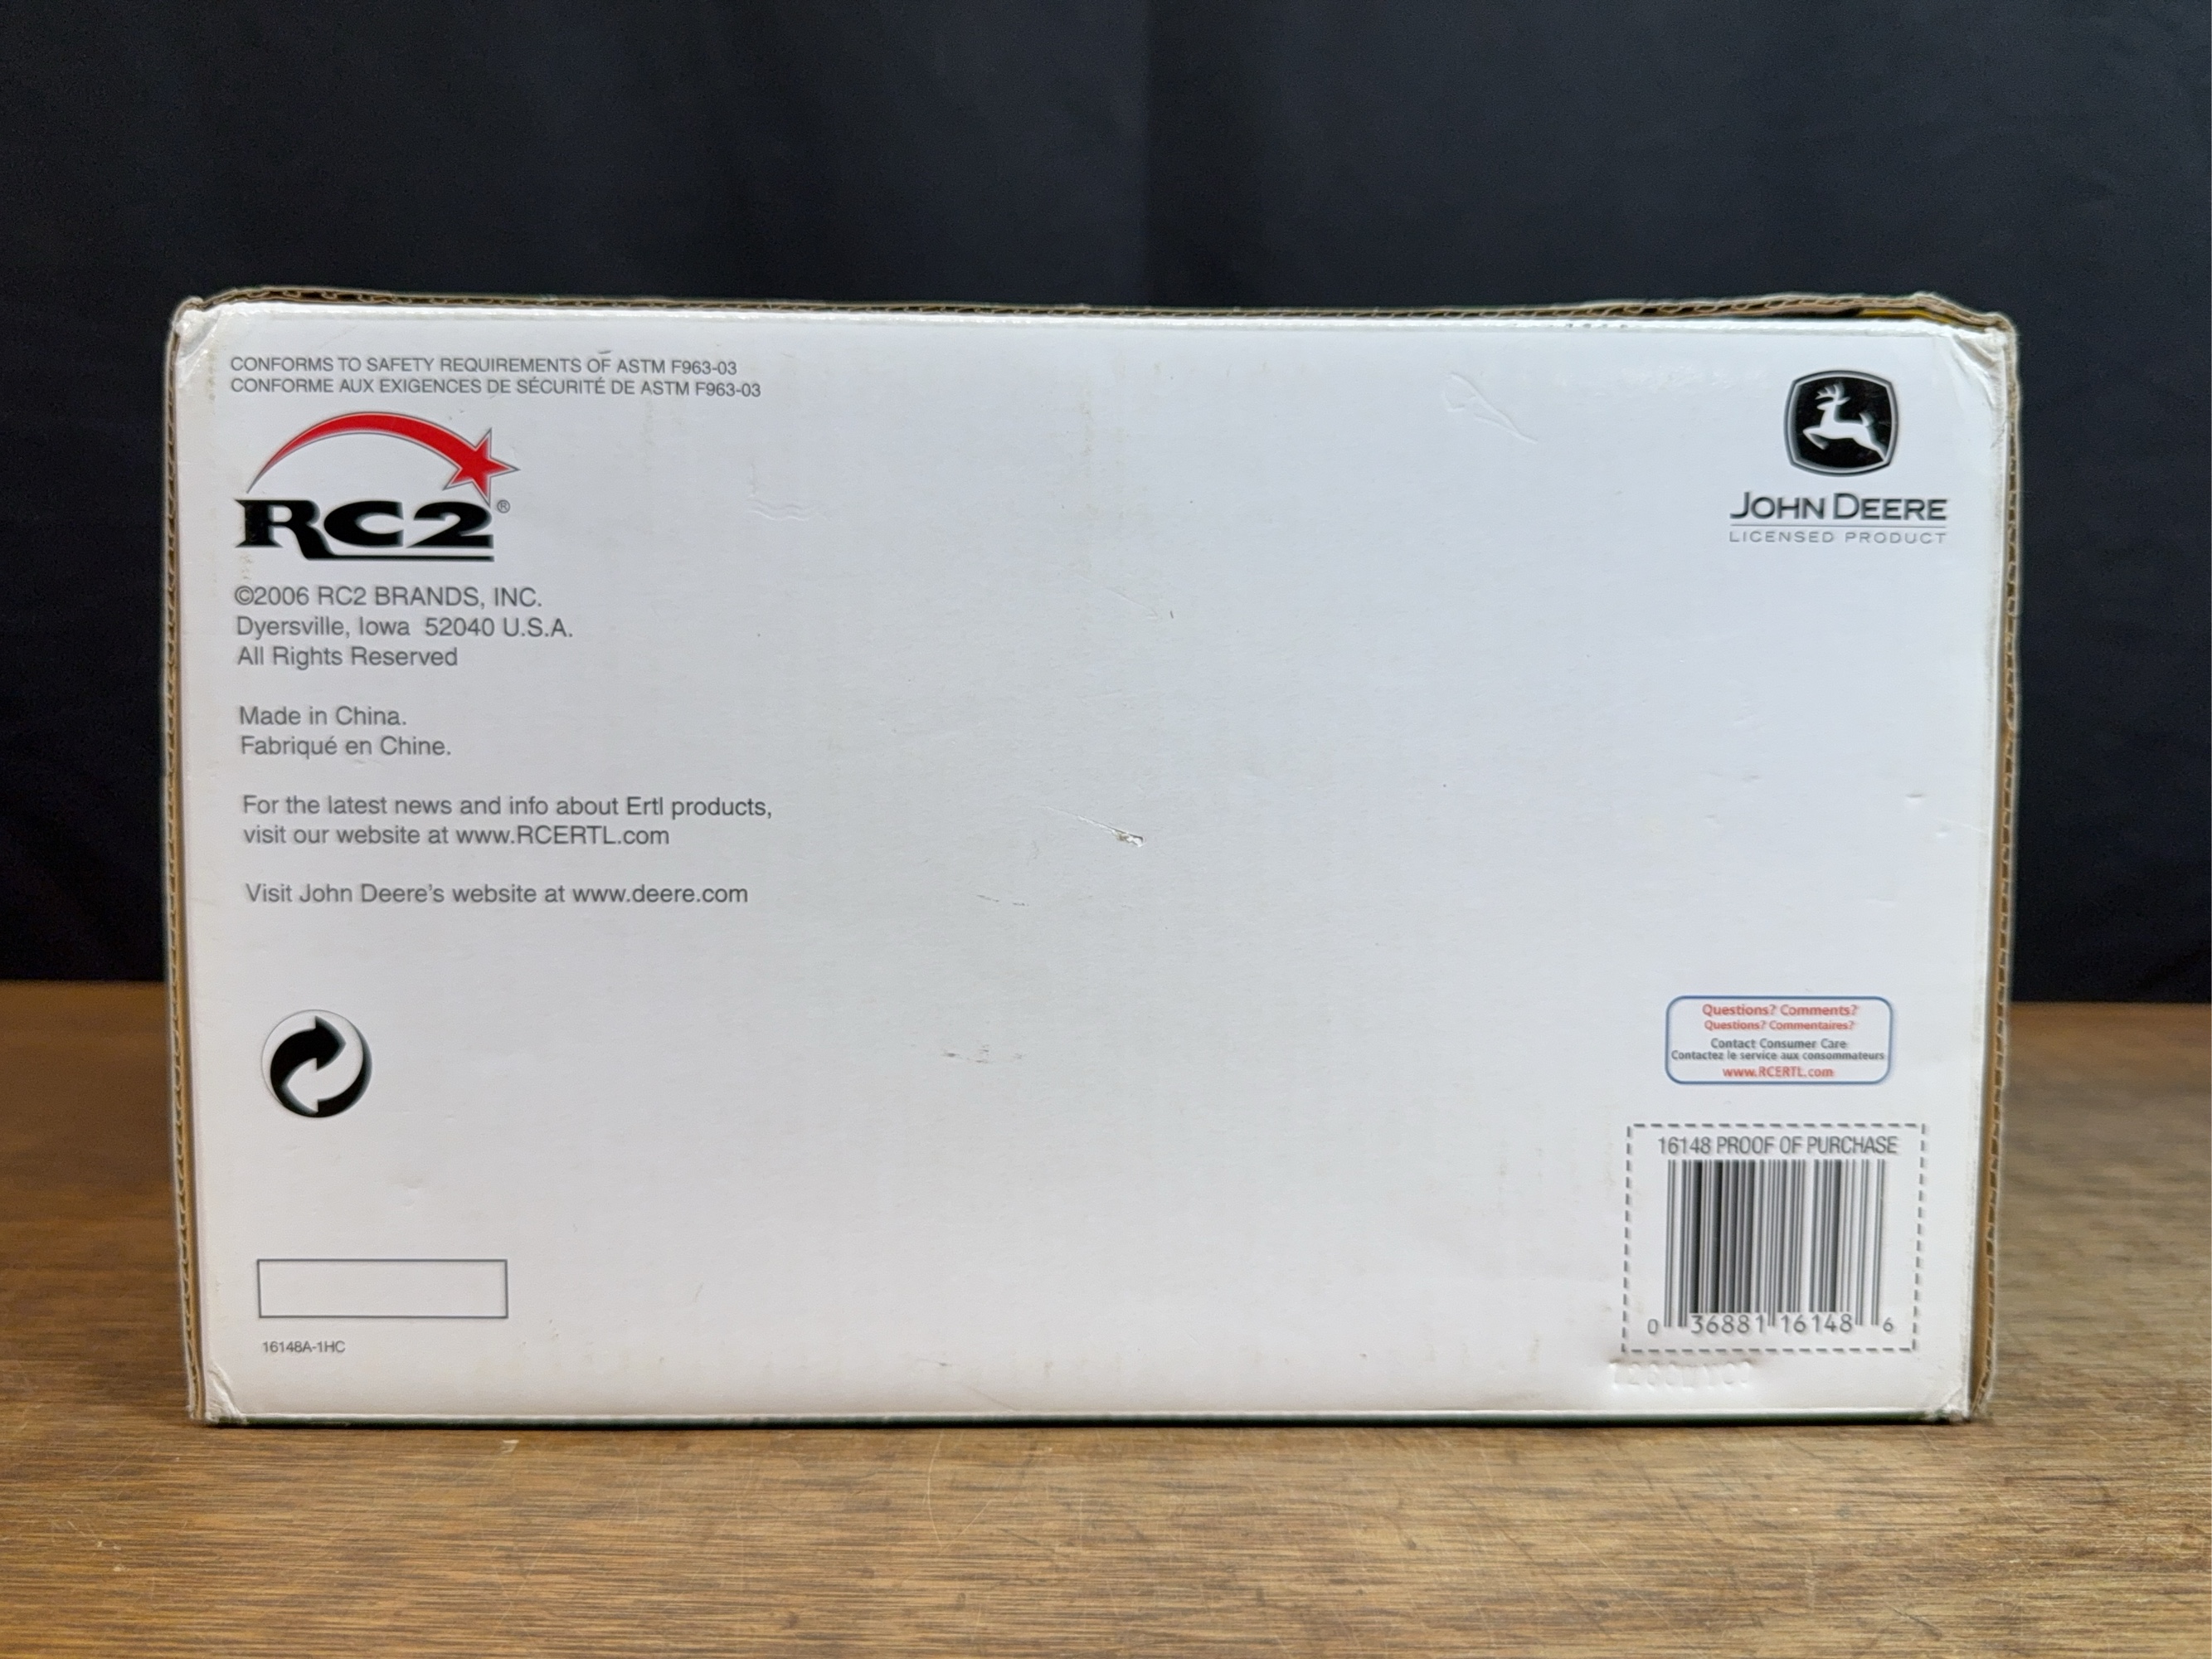 CONFORMS TO SAFETY REQUIREMENTS OF ASTM F963-03
CONFORME AUX EXIGENCES DE SÉCURITÉ DE ASTM F963-03
RC2®
©2006 RC2 BRANDS, INC.
Dyersville, Iowa 52040 U.S.A.
All Rights Reserved
Made in China.
Fabriqué en Chine.
For the latest news and info about Ertl products,
visit our website at www.RCERTL.com
Visit John Deere's website at www.deere.com
16148A-1HC
JOHN DEERE
LICENSED PRODUCT
Questions? Comments?
Questions? Commentaires?
Contact Consumer Care
Contactez le service aux consommateurs
www.RCERTL.com
16148 PROOF OF PURCHASE
0 36881 16148 6